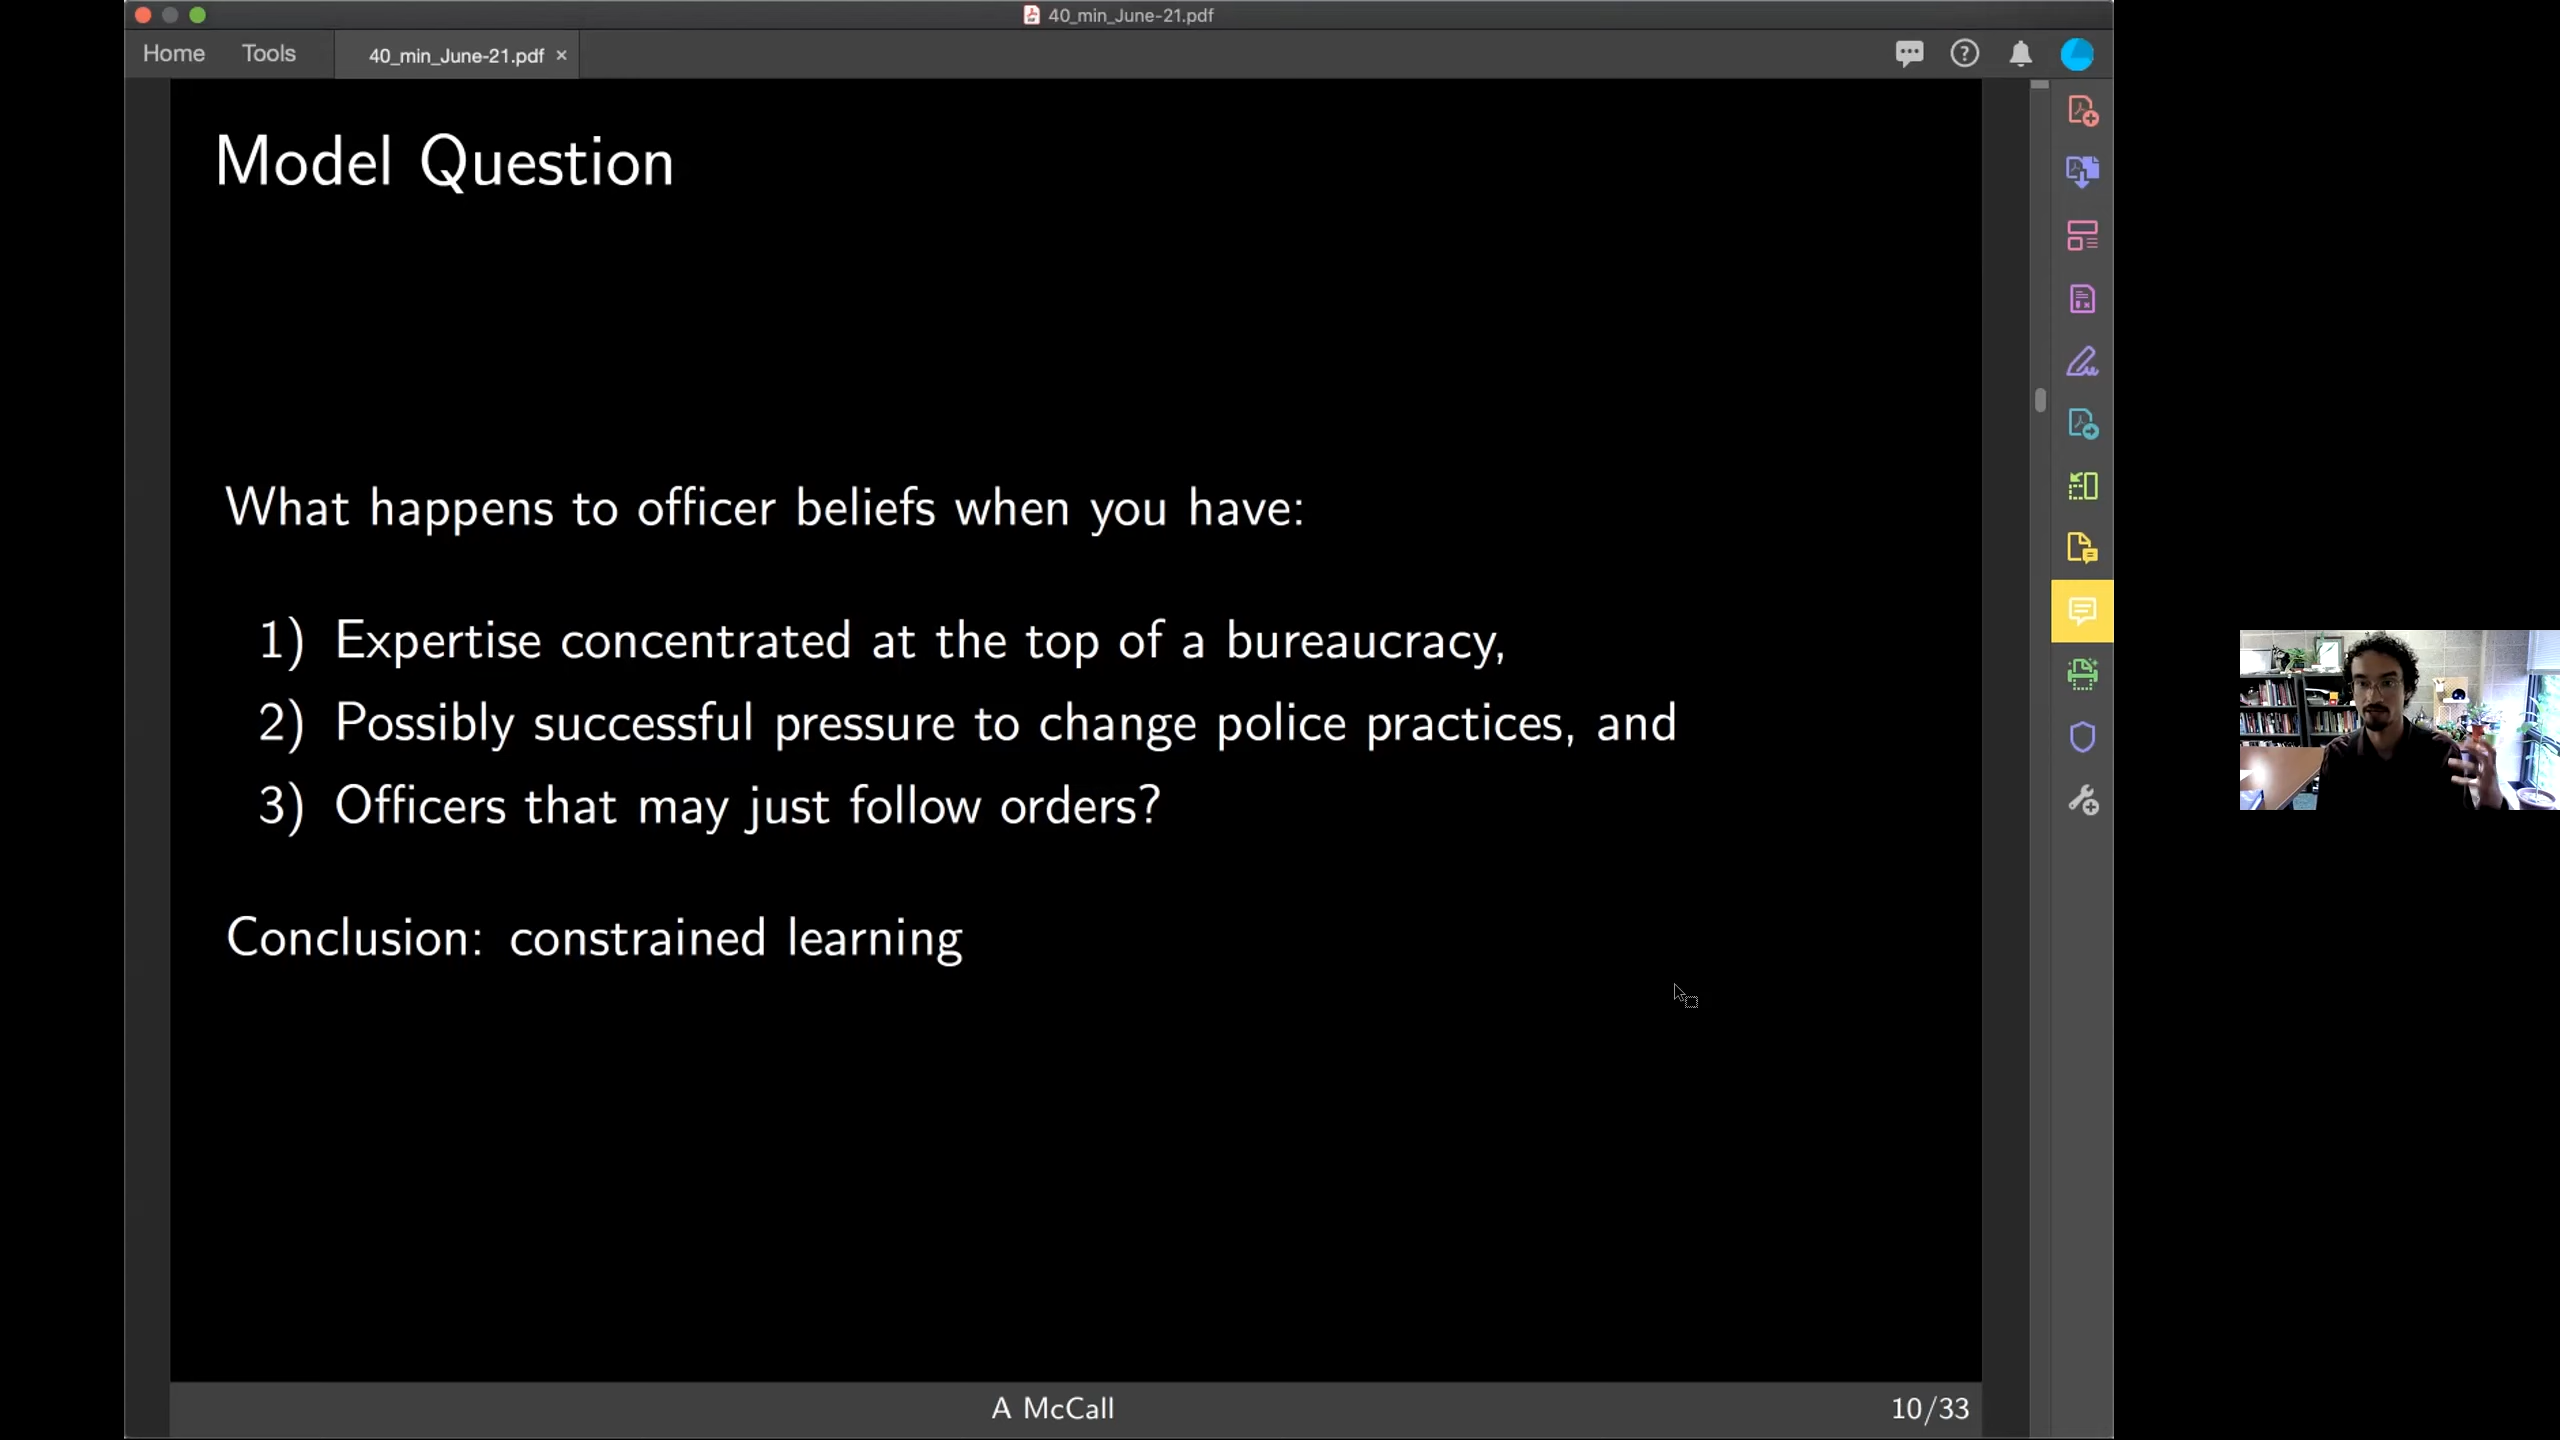 40_min_June-21.pdf
Home Tools 40_min_June-21.pdf ×
Model Question
What happens to officer beliefs when you have:
1) Expertise concentrated at the top of a bureaucracy,
2) Possibly successful pressure to change police practices, and
3) Officers that may just follow orders?
Conclusion: constrained learning
A McCall 10/33